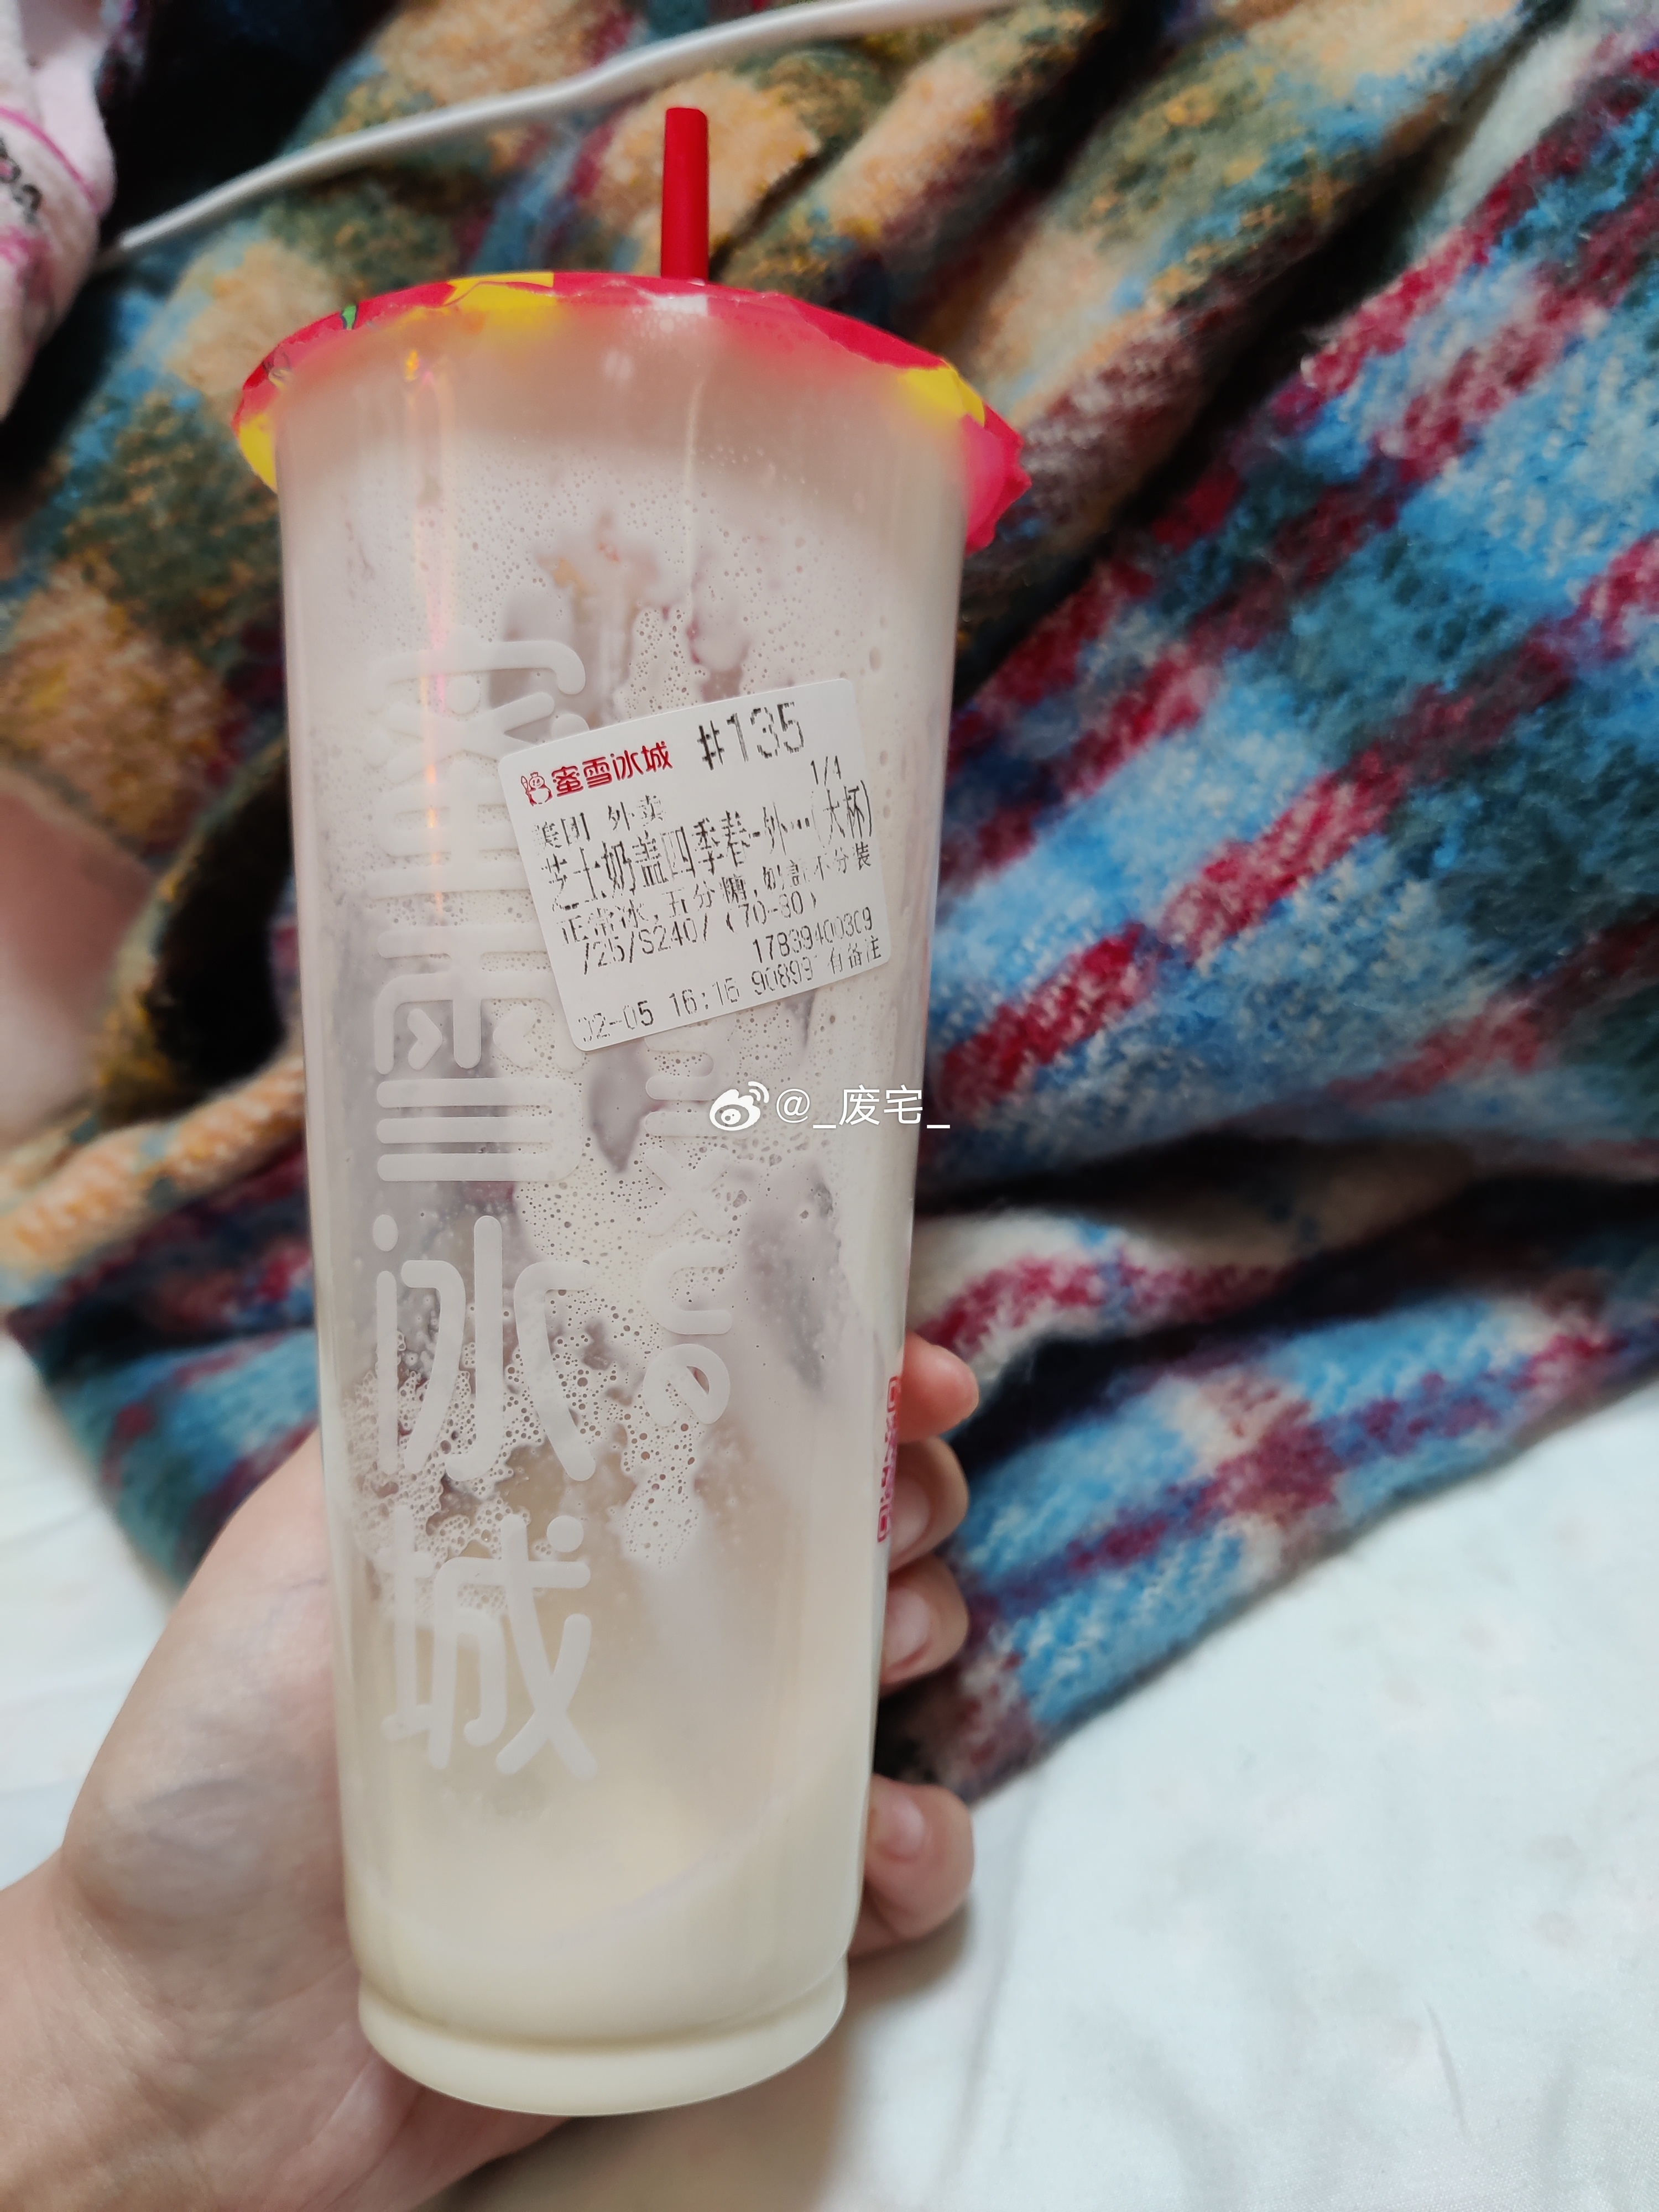 蜜雪冰城
蜜雪冰城 #135
1/4
美团 外卖
芝士奶盖四季春-外…(大杯)
正常冰,五分糖,奶盖不分装
/25/S240/(70-80)
17839400309
02-05 16:16 90893 有备注
@_废宅_